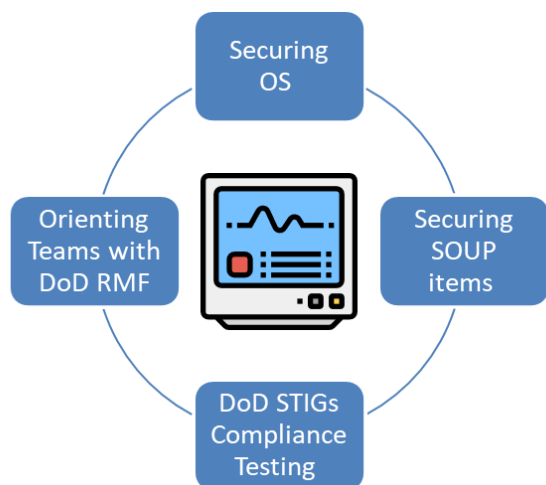 Securing
OS
Orienting
Teams with
DoD RMF
Securing
SOUP
items
DoD STIGs
Compliance
Testing